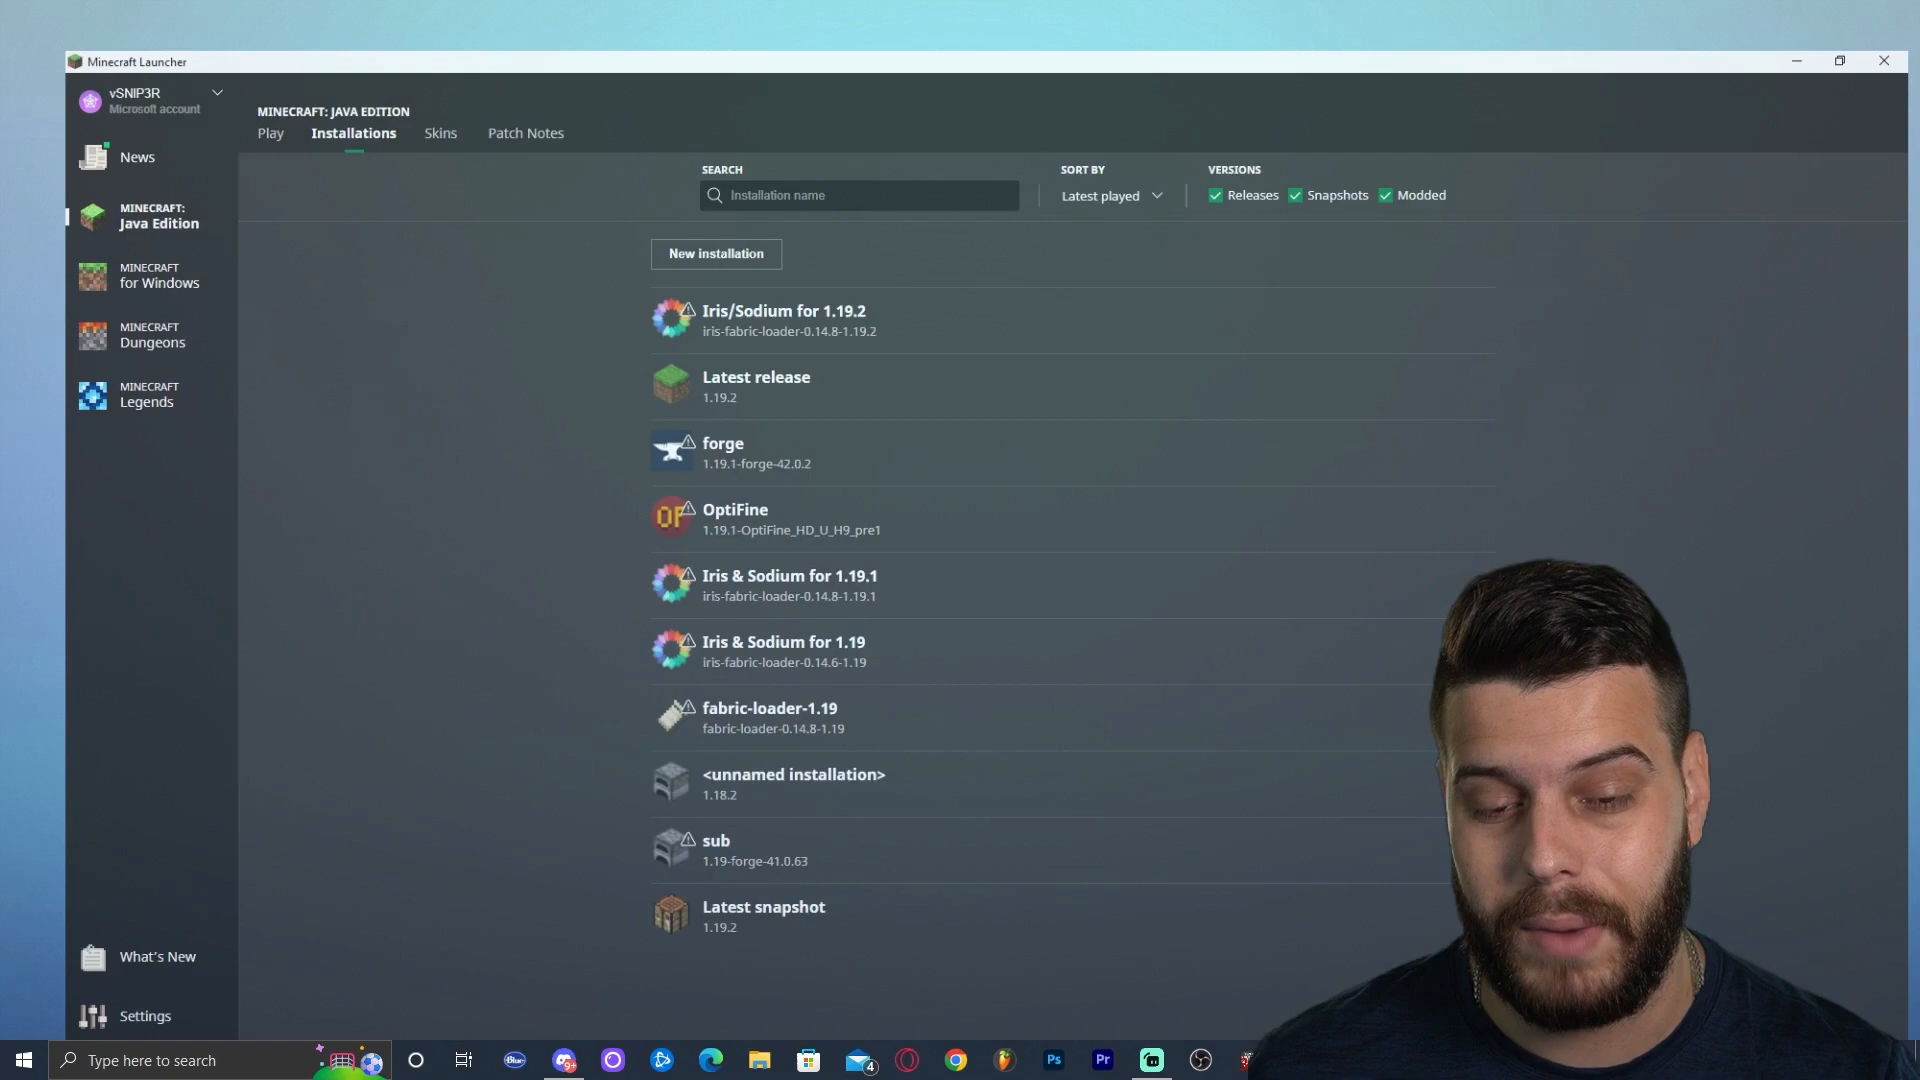 Minecraft Launcher
vSNIP3R
Microsoft account
News
MINECRAFT:
Java Edition
MINECRAFT
for Windows
MINECRAFT
Dungeons
MINECRAFT
Legends
What's New
Settings
MINECRAFT: JAVA EDITION
Play Installations Skins Patch Notes
SEARCH
Installation name
SORT BY
Latest played
VERSIONS
Releases Snapshots Modded
New installation
Iris/Sodium for 1.19.2
iris-fabric-loader-0.14.8-1.19.2
Latest release
1.19.2
forge
1.19.1-forge-42.0.2
OF
OptiFine
1.19.1-OptiFine_HD_U_H9_pre1
Iris & Sodium for 1.19.1
iris-fabric-loader-0.14.8-1.19.1
Iris & Sodium for 1.19
iris-fabric-loader-0.14.6-1.19
fabric-loader-1.19
fabric-loader-0.14.8-1.19
<unnamed installation>
1.18.2
sub
1.19-forge-41.0.63
Latest snapshot
1.19.2
Type here to search
Blue
9+
4
Ps
Pr